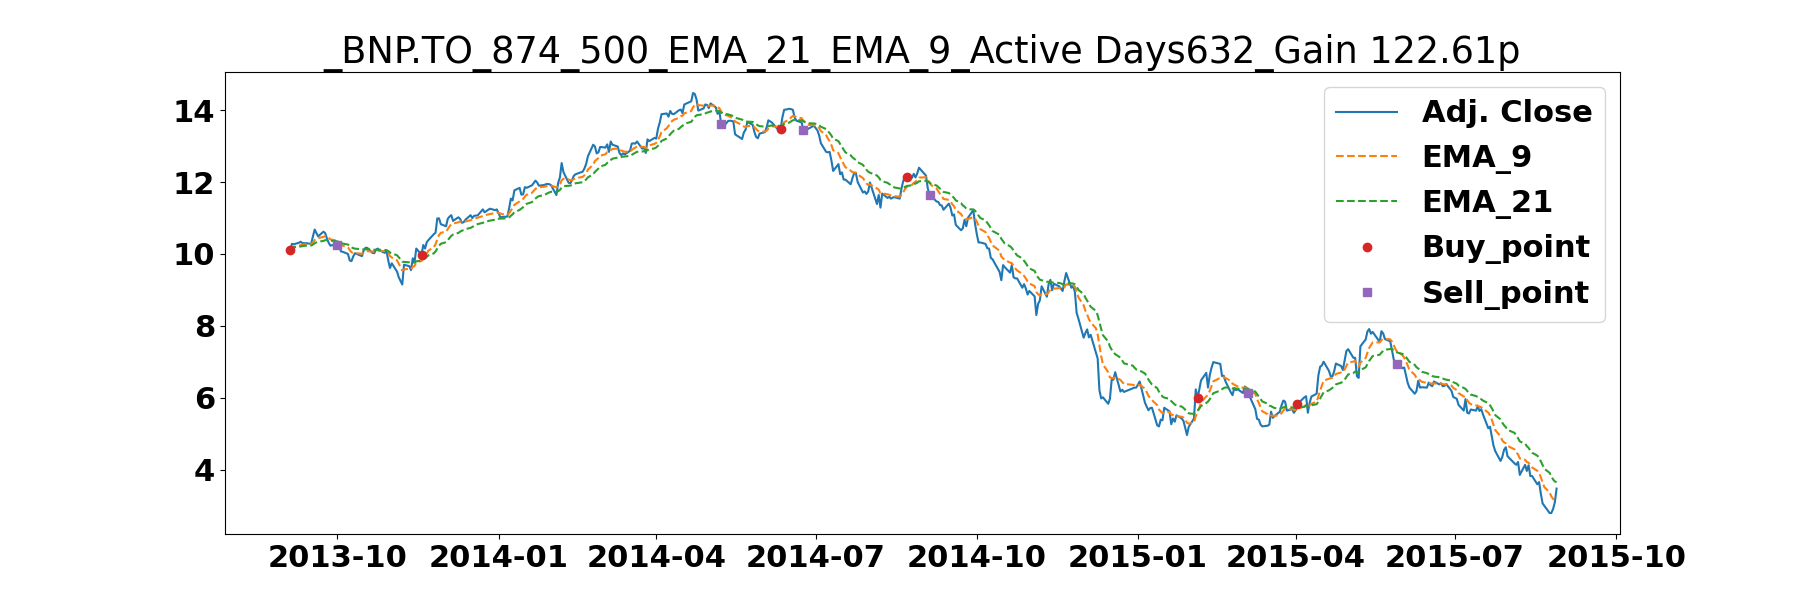 _BNP.TO_874_500_EMA_21_EMA_9_Active Days632_Gain 122.61p
14
12
10
8
6
4
Adj. Close
EMA_9
EMA_21
Buy_point
Sell_point
2013-10 2014-01 2014-04 2014-07 2014-10 2015-01 2015-04 2015-07 2015-10